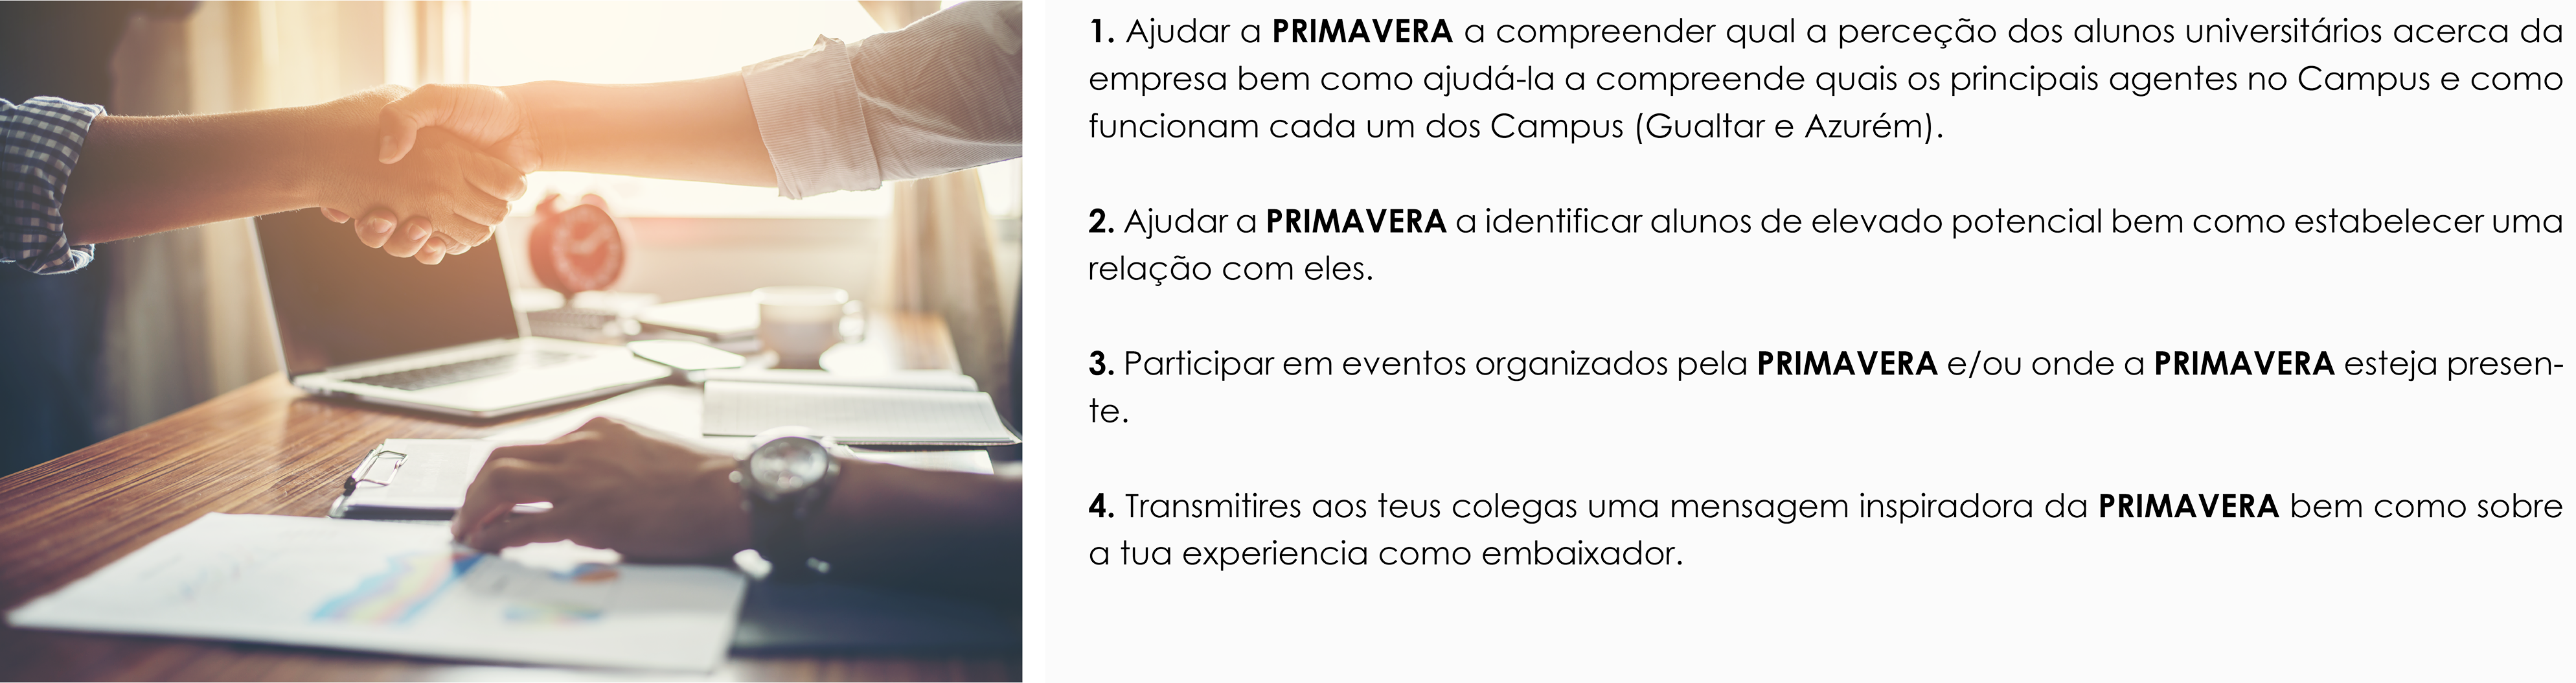 1. Ajudar a PRIMAVERA a compreender qual a perceção dos alunos universitários acerca da
empresa bem como ajudá-la a compreende quais os principais agentes no Campus e como
funcionam cada um dos Campus (Gualtar e Azurém).
2. Ajudar a PRIMAVERA a identificar alunos de elevado potencial bem como estabelecer uma
relação com eles.
3. Participar em eventos organizados pela PRIMAVERA e/ou onde a PRIMAVERA esteja presen-
te.
4. Transmitires aos teus colegas uma mensagem inspiradora da PRIMAVERA bem como sobre
a tua experiencia como embaixador.